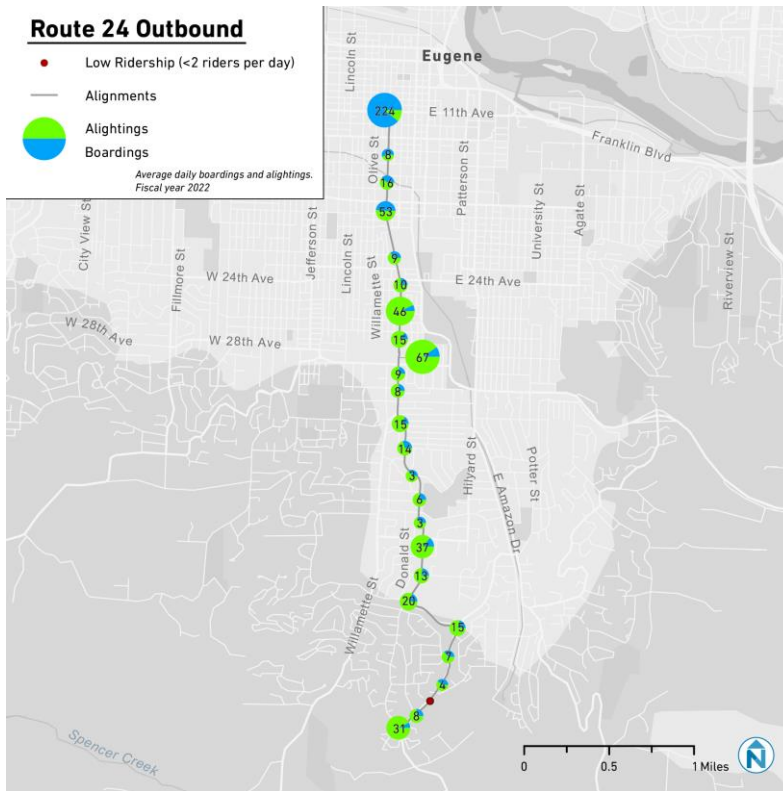 Route 24 Outbound
Low Ridership (<2 riders per day)
Alignments
Alightings
Boardings
Average daily boardings and alightings.
Fiscal year 2022
Lincoln St
Eugene
224
E 11th Ave
Franklin Blvd
Olive St
8
16
53
Patterson St
University St
Agate St
City View St
Fillmore St
Jefferson St
Lincoln St
Willamette St
Riverview St
W 24th Ave
E 24th Ave
9
10
46
W 28th Ave
W 28th Ave
15
67
9
8
15
14
3
6
3
37
13
20
Hilyard St
Potter St
E Amazon Dr
Donald St
Willamette St
15
7
4
8
31
Spencer Creek
0
0.5
1 Miles
N